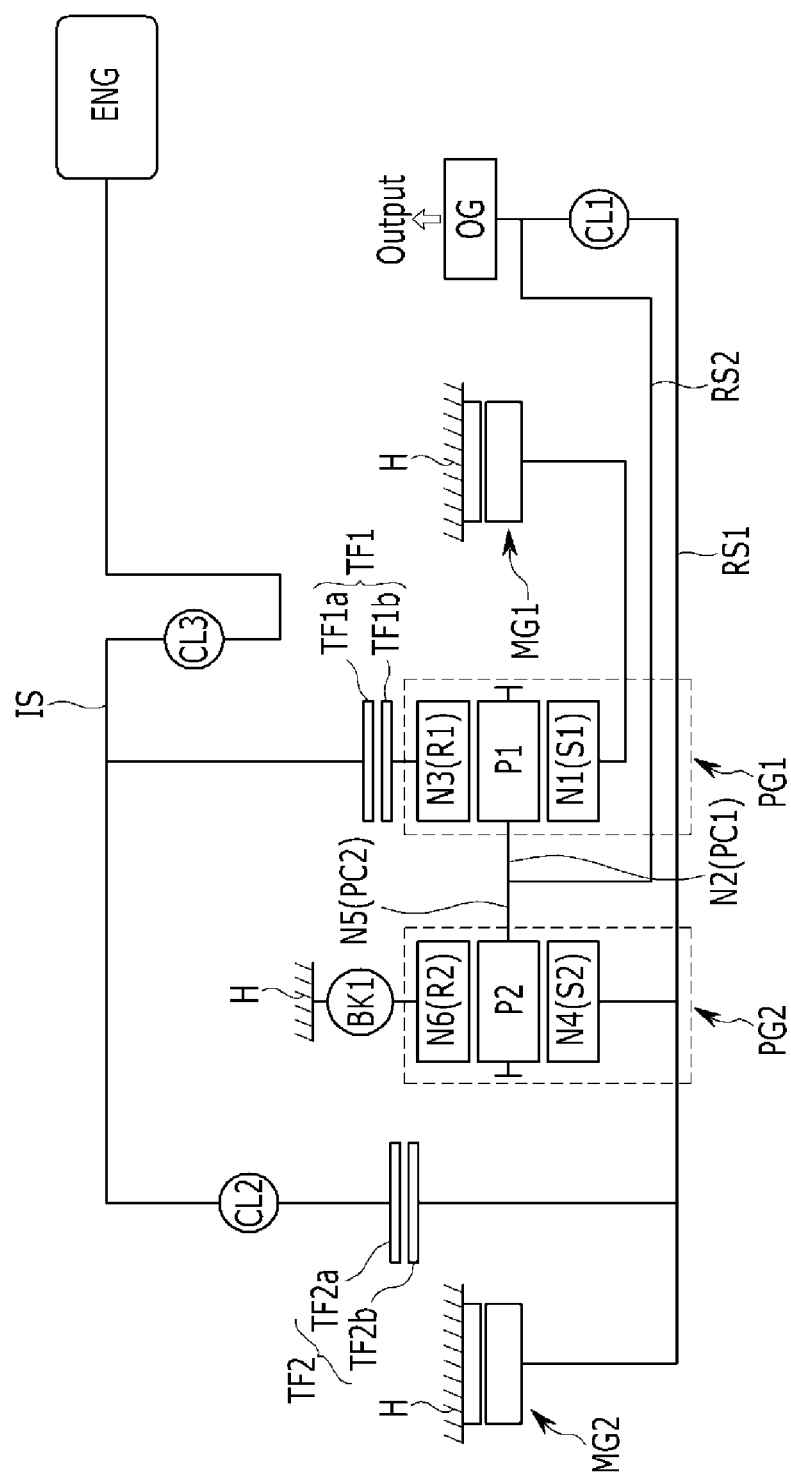 ENG
Output
OG
CL1
RS2
RS1
H
MG1
IS
CL3
TF1
TF1a
TF1b
N3(R1)
P1
N1(S1)
PG1
N2(PC1)
N5(PC2)
H
BK1
N6(R2)
P2
N4(S2)
PG2
CL2
TF2
TF2a
TF2b
H
MG2